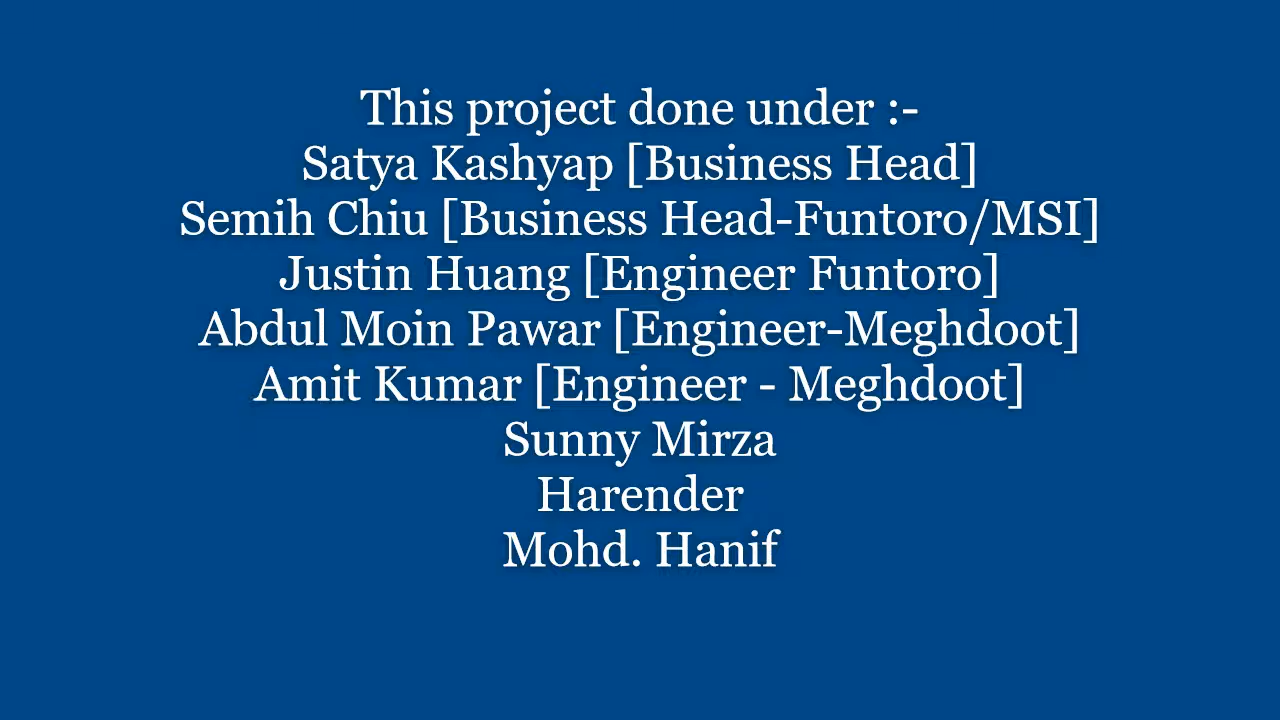 This project done under :-
Satya Kashyap [Business Head]
Semih Chiu [Business Head-Funtoro/MSI]
Justin Huang [Engineer Funtoro]
Abdul Moin Pawar [Engineer-Meghdoot]
Amit Kumar [Engineer - Meghdoot]
Sunny Mirza
Harender
Mohd. Hanif